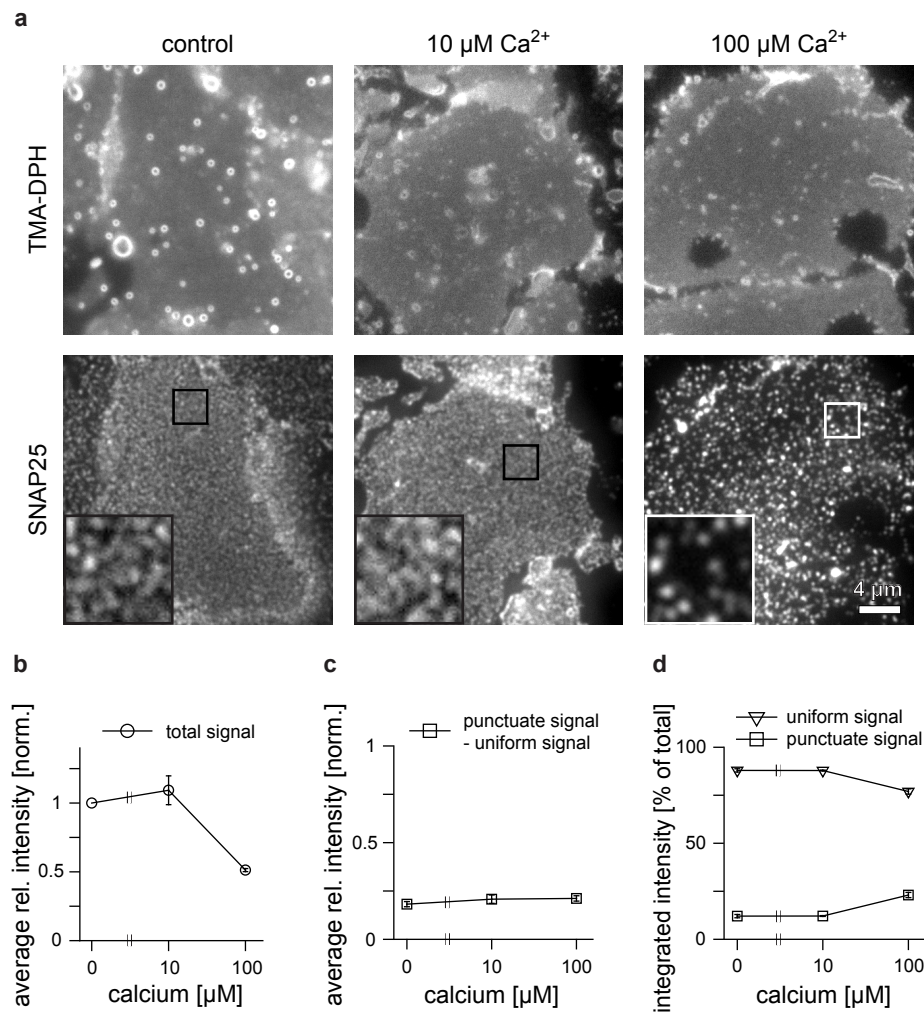 a
control
10 µM Ca2+
100 µM Ca2+
TMA-DPH
SNAP25
4 µm
b
c
d
average rel. intensity [norm.]
total signal
1
0.5
0
0
10
100
calcium [µM]
average rel. intensity [norm.]
punctuate signal
- uniform signal
1
0.5
0
0
10
100
calcium [µM]
integrated intensity [% of total]
uniform signal
punctuate signal
100
50
0
0
10
100
calcium [µM]